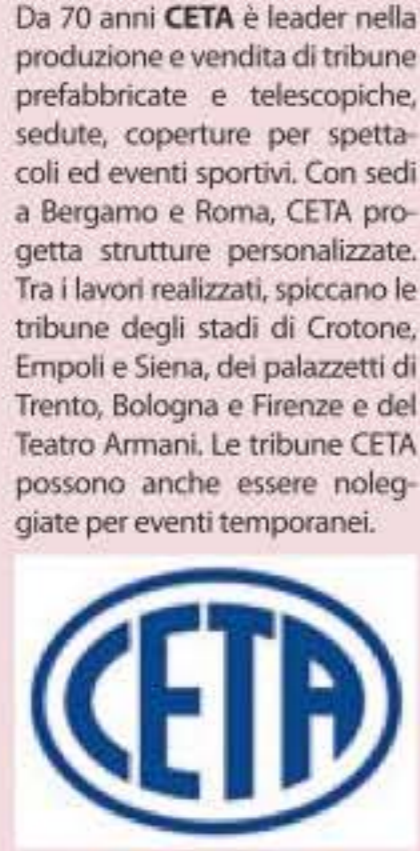 Da 70 anni CETA è leader nella
produzione e vendita di tribune
prefabbricate e telescopiche,
sedute, coperture per spetta-
coli ed eventi sportivi. Con sedi
a Bergamo e Roma, CETA pro-
getta strutture personalizzate.
Tra i lavori realizzati, spiccano le
tribune degli stadi di Crotone,
Empoli e Siena, dei palazzetti di
Trento, Bologna e Firenze e del
Teatro Armani. Le tribune CETA
possono anche essere noleg-
giate per eventi temporanei.
CETA